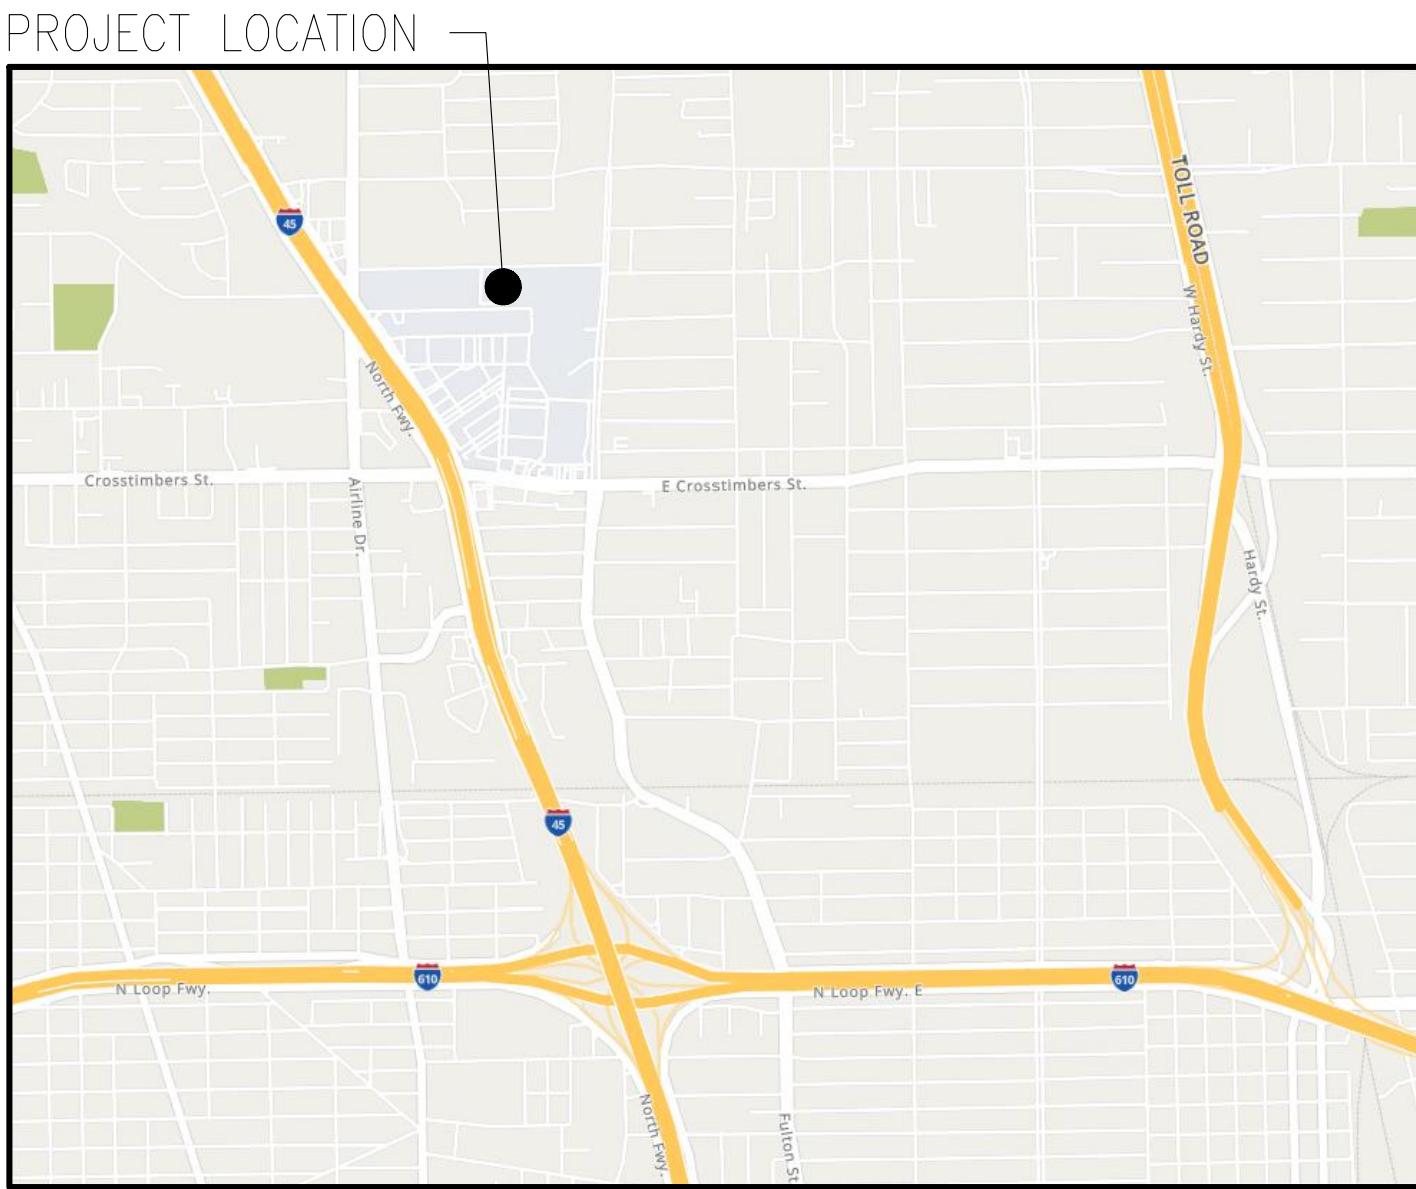 PROJECT LOCATION
TOLL ROAD
45
W Hardy St.
North Fwy.
Crosstimbers St.
E Crosstimbers St.
Airline Dr.
Hardy St.
45
610
610
N Loop Fwy.
N Loop Fwy. E
North Fwy.
Fulton St